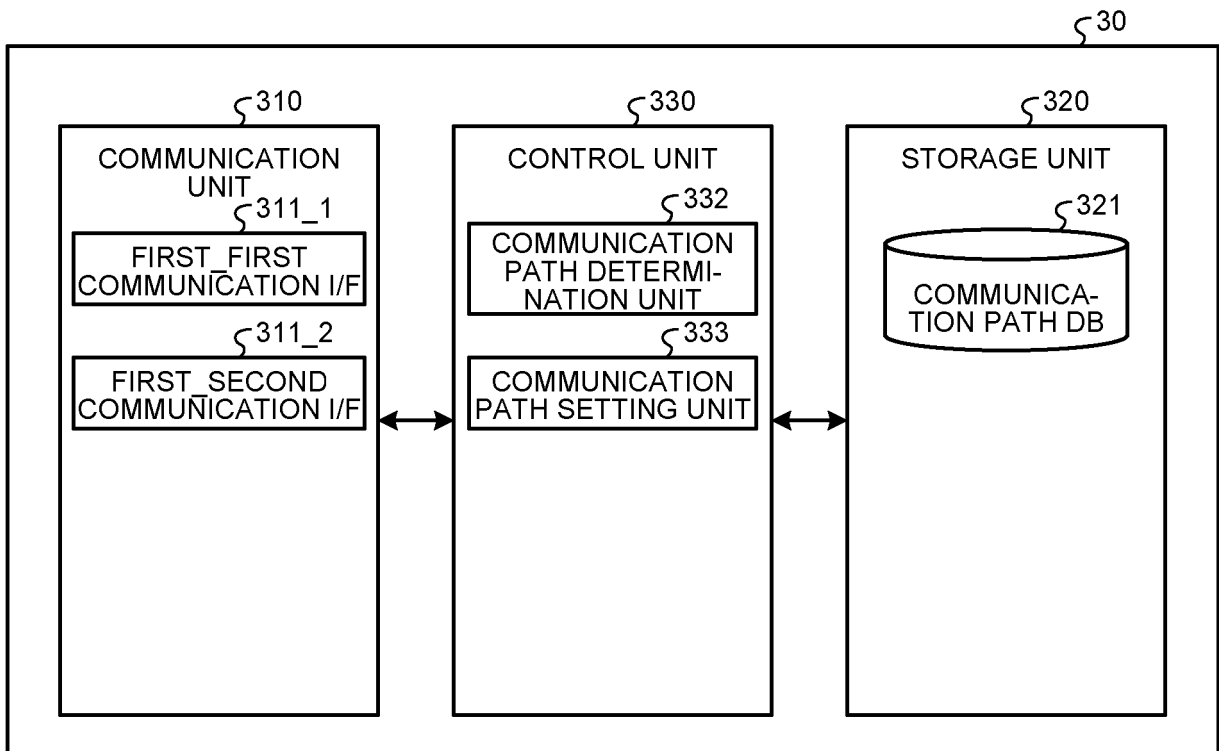 30
310
COMMUNICATION
UNIT
311_1
FIRST_FIRST
COMMUNICATION I/F
311_2
FIRST_SECOND
COMMUNICATION I/F
330
CONTROL UNIT
332
COMMUNICATION
PATH DETERMI-
NATION UNIT
333
COMMUNICATION
PATH SETTING UNIT
320
STORAGE UNIT
321
COMMUNICA-
TION PATH DB